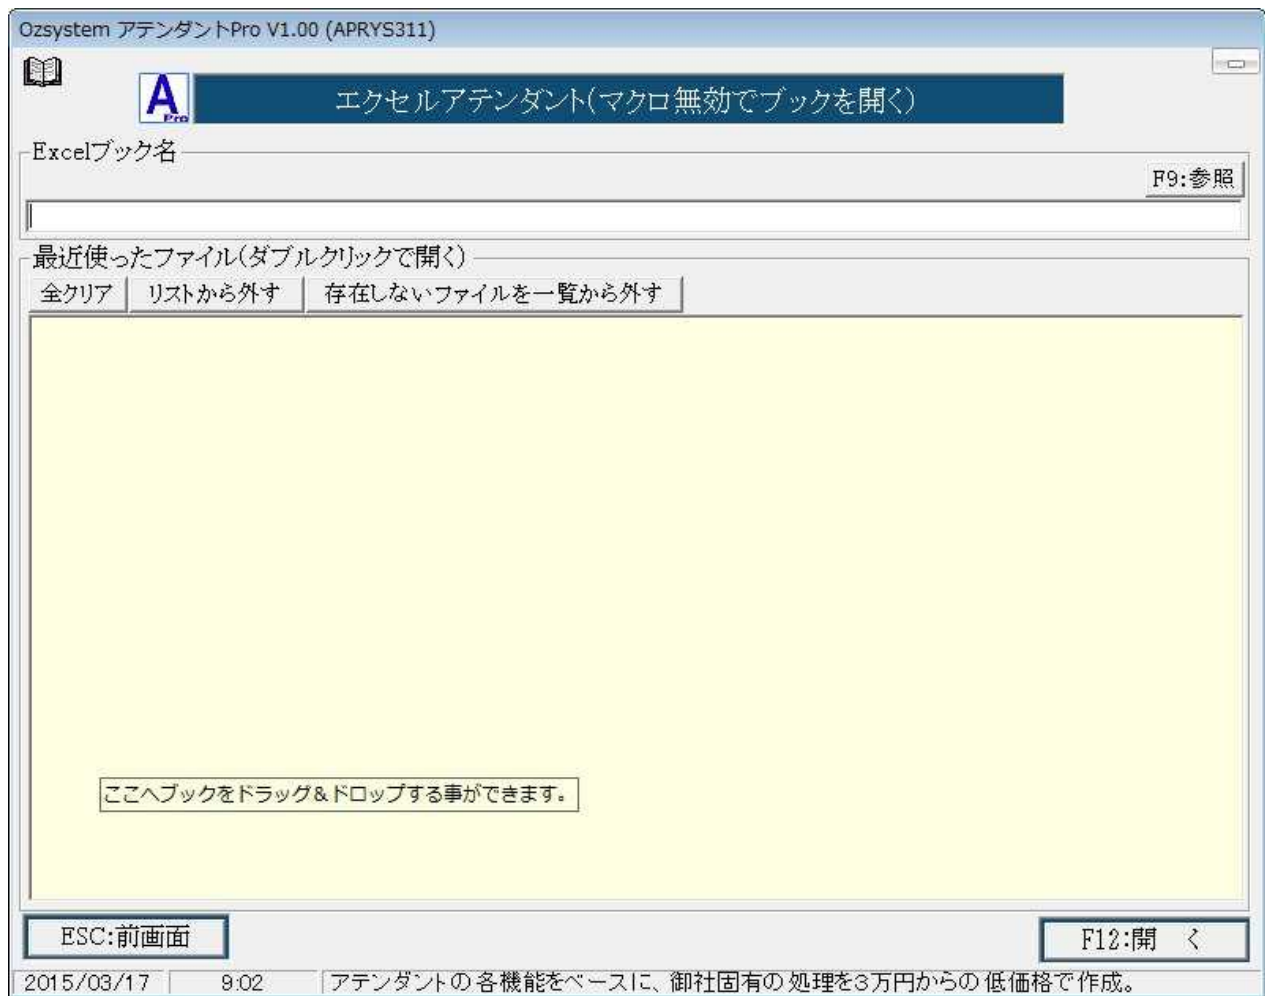 Ozsystem アテンダントPro V1.00 (APRYS311)
A Pro
エクセルアテンダント(マクロ無効でブックを開く)
Excelブック名
F9:参照
最近使ったファイル(ダブルクリックで開く)
全クリア リストから外す 存在しないファイルを一覧から外す
ここへブックをドラッグ&ドロップする事ができます。
ESC:前画面 F12:開 く
2015/03/17 9:02 アテンダントの各機能をベースに、御社固有の処理を3万円からの低価格で作成。